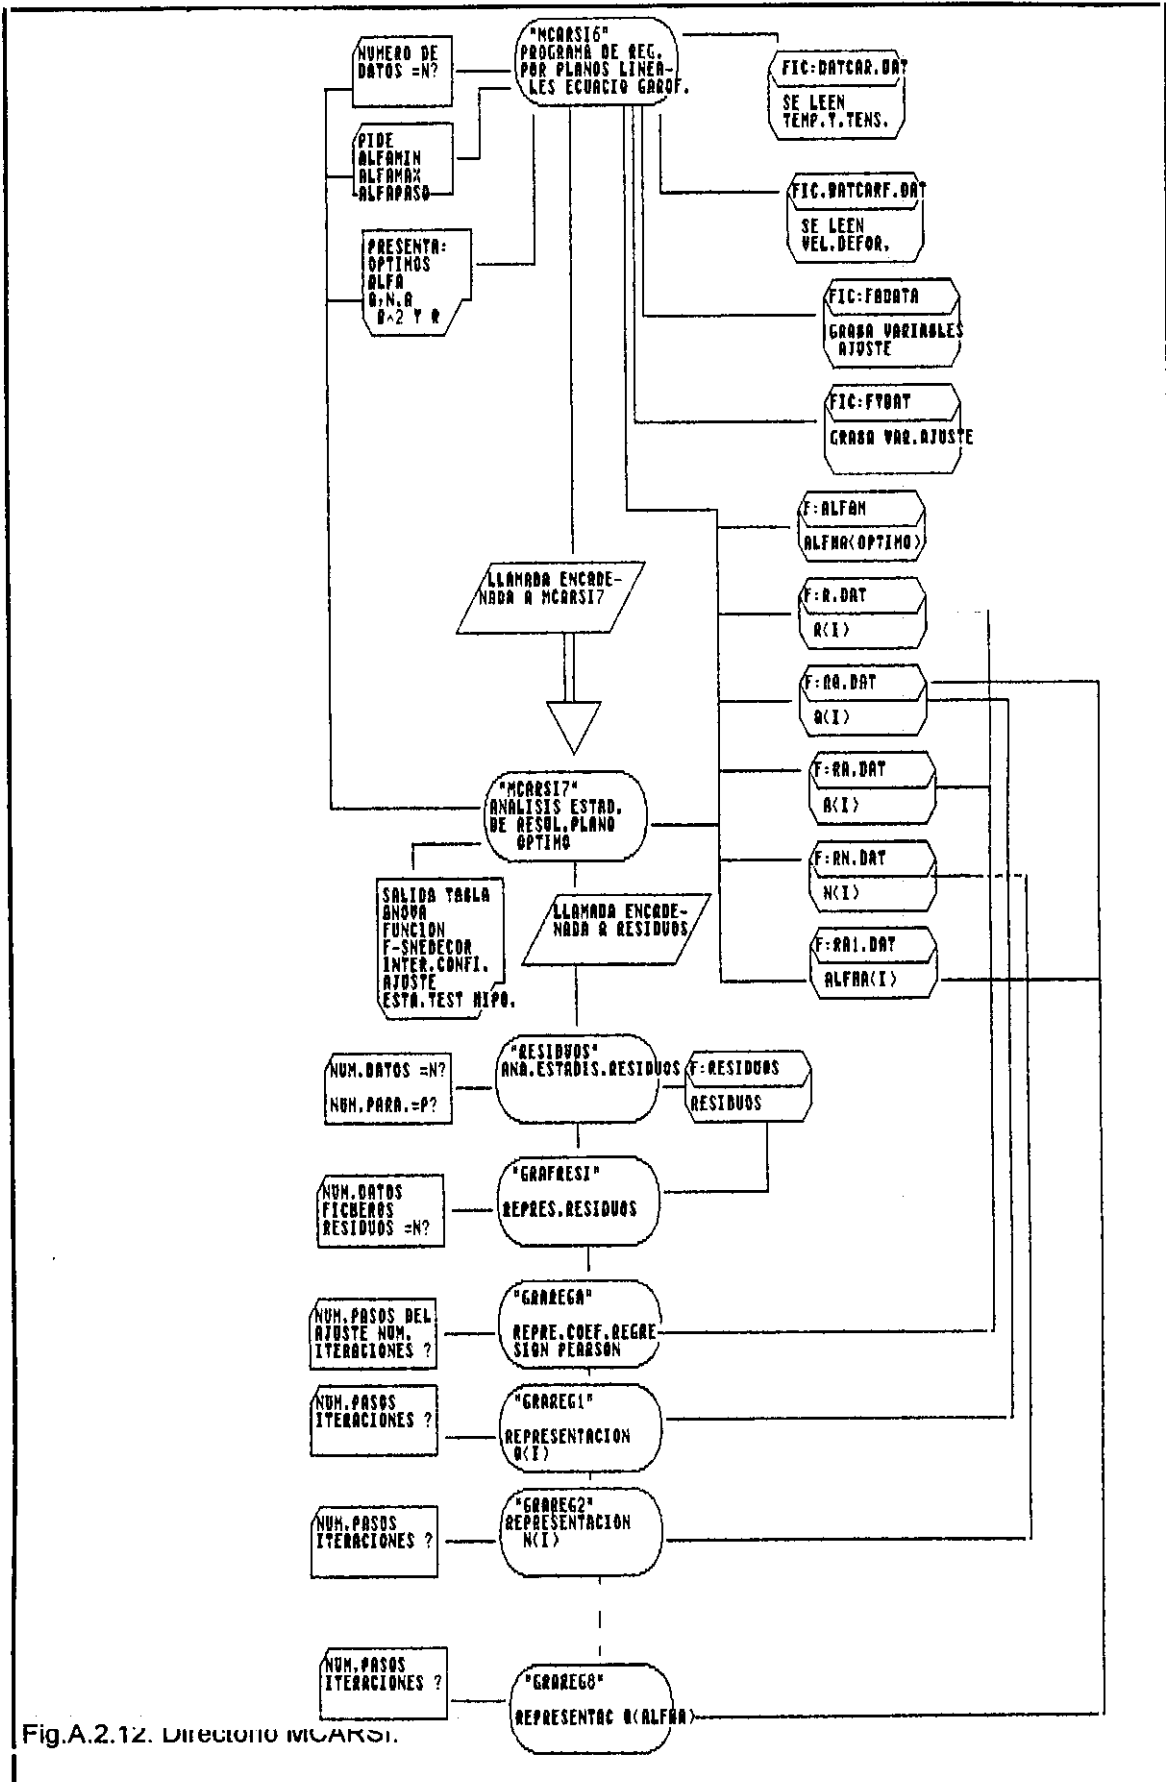 NUMERO DE
DATOS =N?
"MCARSI6"
PROGRAMA DE REG.
POR PLANOS LINEA-
LES ECUACIO GAROF.
FIC:DATCAR.DAT
SE LEEN
TEMP.T.TENS.
PIDE
ALFAMIN
ALFAMAX
ALFAPASO
FIC.DATCARF.DAT
SE LEEN
VEL.DEFOR.
PRESENTA:
OPTIMOS
ALFA
Q,N,A
R^2 Y R
FIC:FADATA
GRABA VARIABLES
AJUSTE
FIC:FYDAT
GRABA VAR.AJUSTE
F:ALFAM
ALFHA(OPTIMO)
LLAMADA ENCADE-
NADA A MCARSI7
F:R.DAT
R(I)
F:RQ.DAT
Q(I)
F:RA.DAT
A(I)
"MCARSI7"
ANALISIS ESTAD.
DE RESUL.PLANO
OPTIMO
F:RN.DAT
N(I)
SALIDA TABLA
ANOVA
FUNCION
F-SNEDECOR
INTER.CONFI.
AJUSTE
ESTA.TEST HIPO.
LLAMADA ENCADE-
NADA A RESIDUOS
F:RA1.DAT
ALFHA(I)
"RESIDUOS"
ANA.ESTADIS.RESIDUOS
F:RESIDUOS
RESIDUOS
NUM.DATOS =N?
NUM.PARA.=P?
"GRAFRESI"
REPRES.RESIDUOS
NUM.DATOS
FICHEROS
RESIDUOS =N?
"GRAREGA"
REPRE.COEF.REGRE
SION PEARSON
NUM.PASOS DEL
AJUSTE NUM.
ITERACIONES ?
"GRAREG1"
REPRESENTACION
Q(I)
NUM.PASOS
ITERACIONES ?
"GRAREG2"
REPRESENTACION
N(I)
NUM.PASOS
ITERACIONES ?
NUM.PASOS
ITERACIONES ?
"GRAREG8"
REPRESENTAC Q(ALFHA)
Fig.A.2.12. Directorio MCARSI.